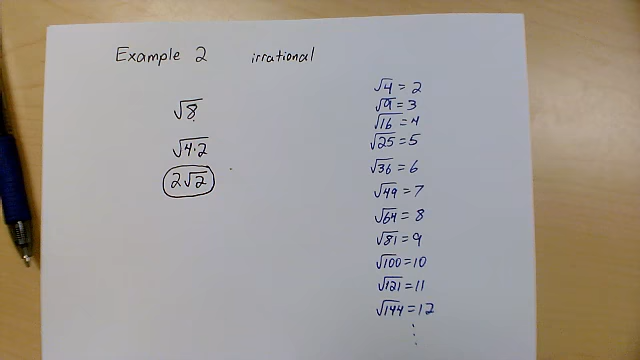 Example 2 irrational
√8
√4·2
2√2
√4 = 2
√9 = 3
√16 = 4
√25 = 5
√36 = 6
√49 = 7
√64 = 8
√81 = 9
√100 = 10
√121 = 11
√144 = 12
⋮